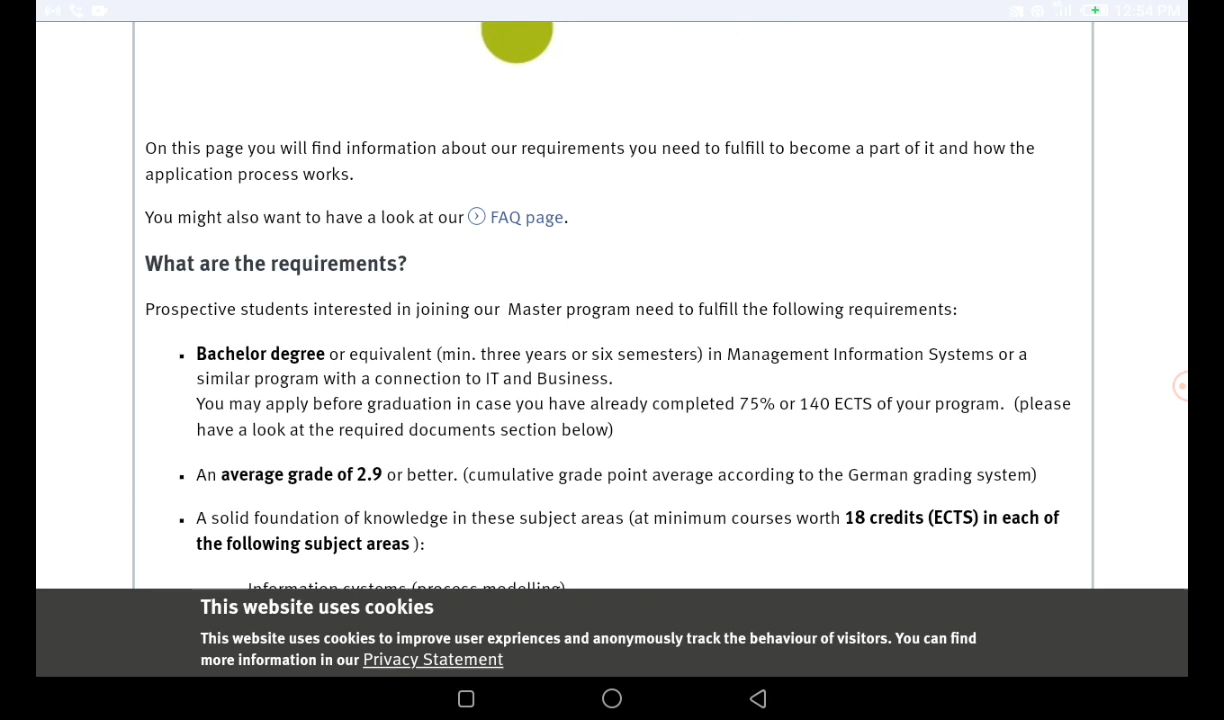 12:54 PM
On this page you will find information about our requirements you need to fulfill to become a part of it and how the
application process works.
You might also want to have a look at our FAQ page.
What are the requirements?
Prospective students interested in joining our Master program need to fulfill the following requirements:
Bachelor degree or equivalent (min. three years or six semesters) in Management Information Systems or a
similar program with a connection to IT and Business.
You may apply before graduation in case you have already completed 75% or 140 ECTS of your program. (please
have a look at the required documents section below)
An average grade of 2.9 or better. (cumulative grade point average according to the German grading system)
A solid foundation of knowledge in these subject areas (at minimum courses worth 18 credits (ECTS) in each of
the following subject areas ):
Information systems (process modelling)
This website uses cookies
This website uses cookies to improve user expriences and anonymously track the behaviour of visitors. You can find
more information in our Privacy Statement